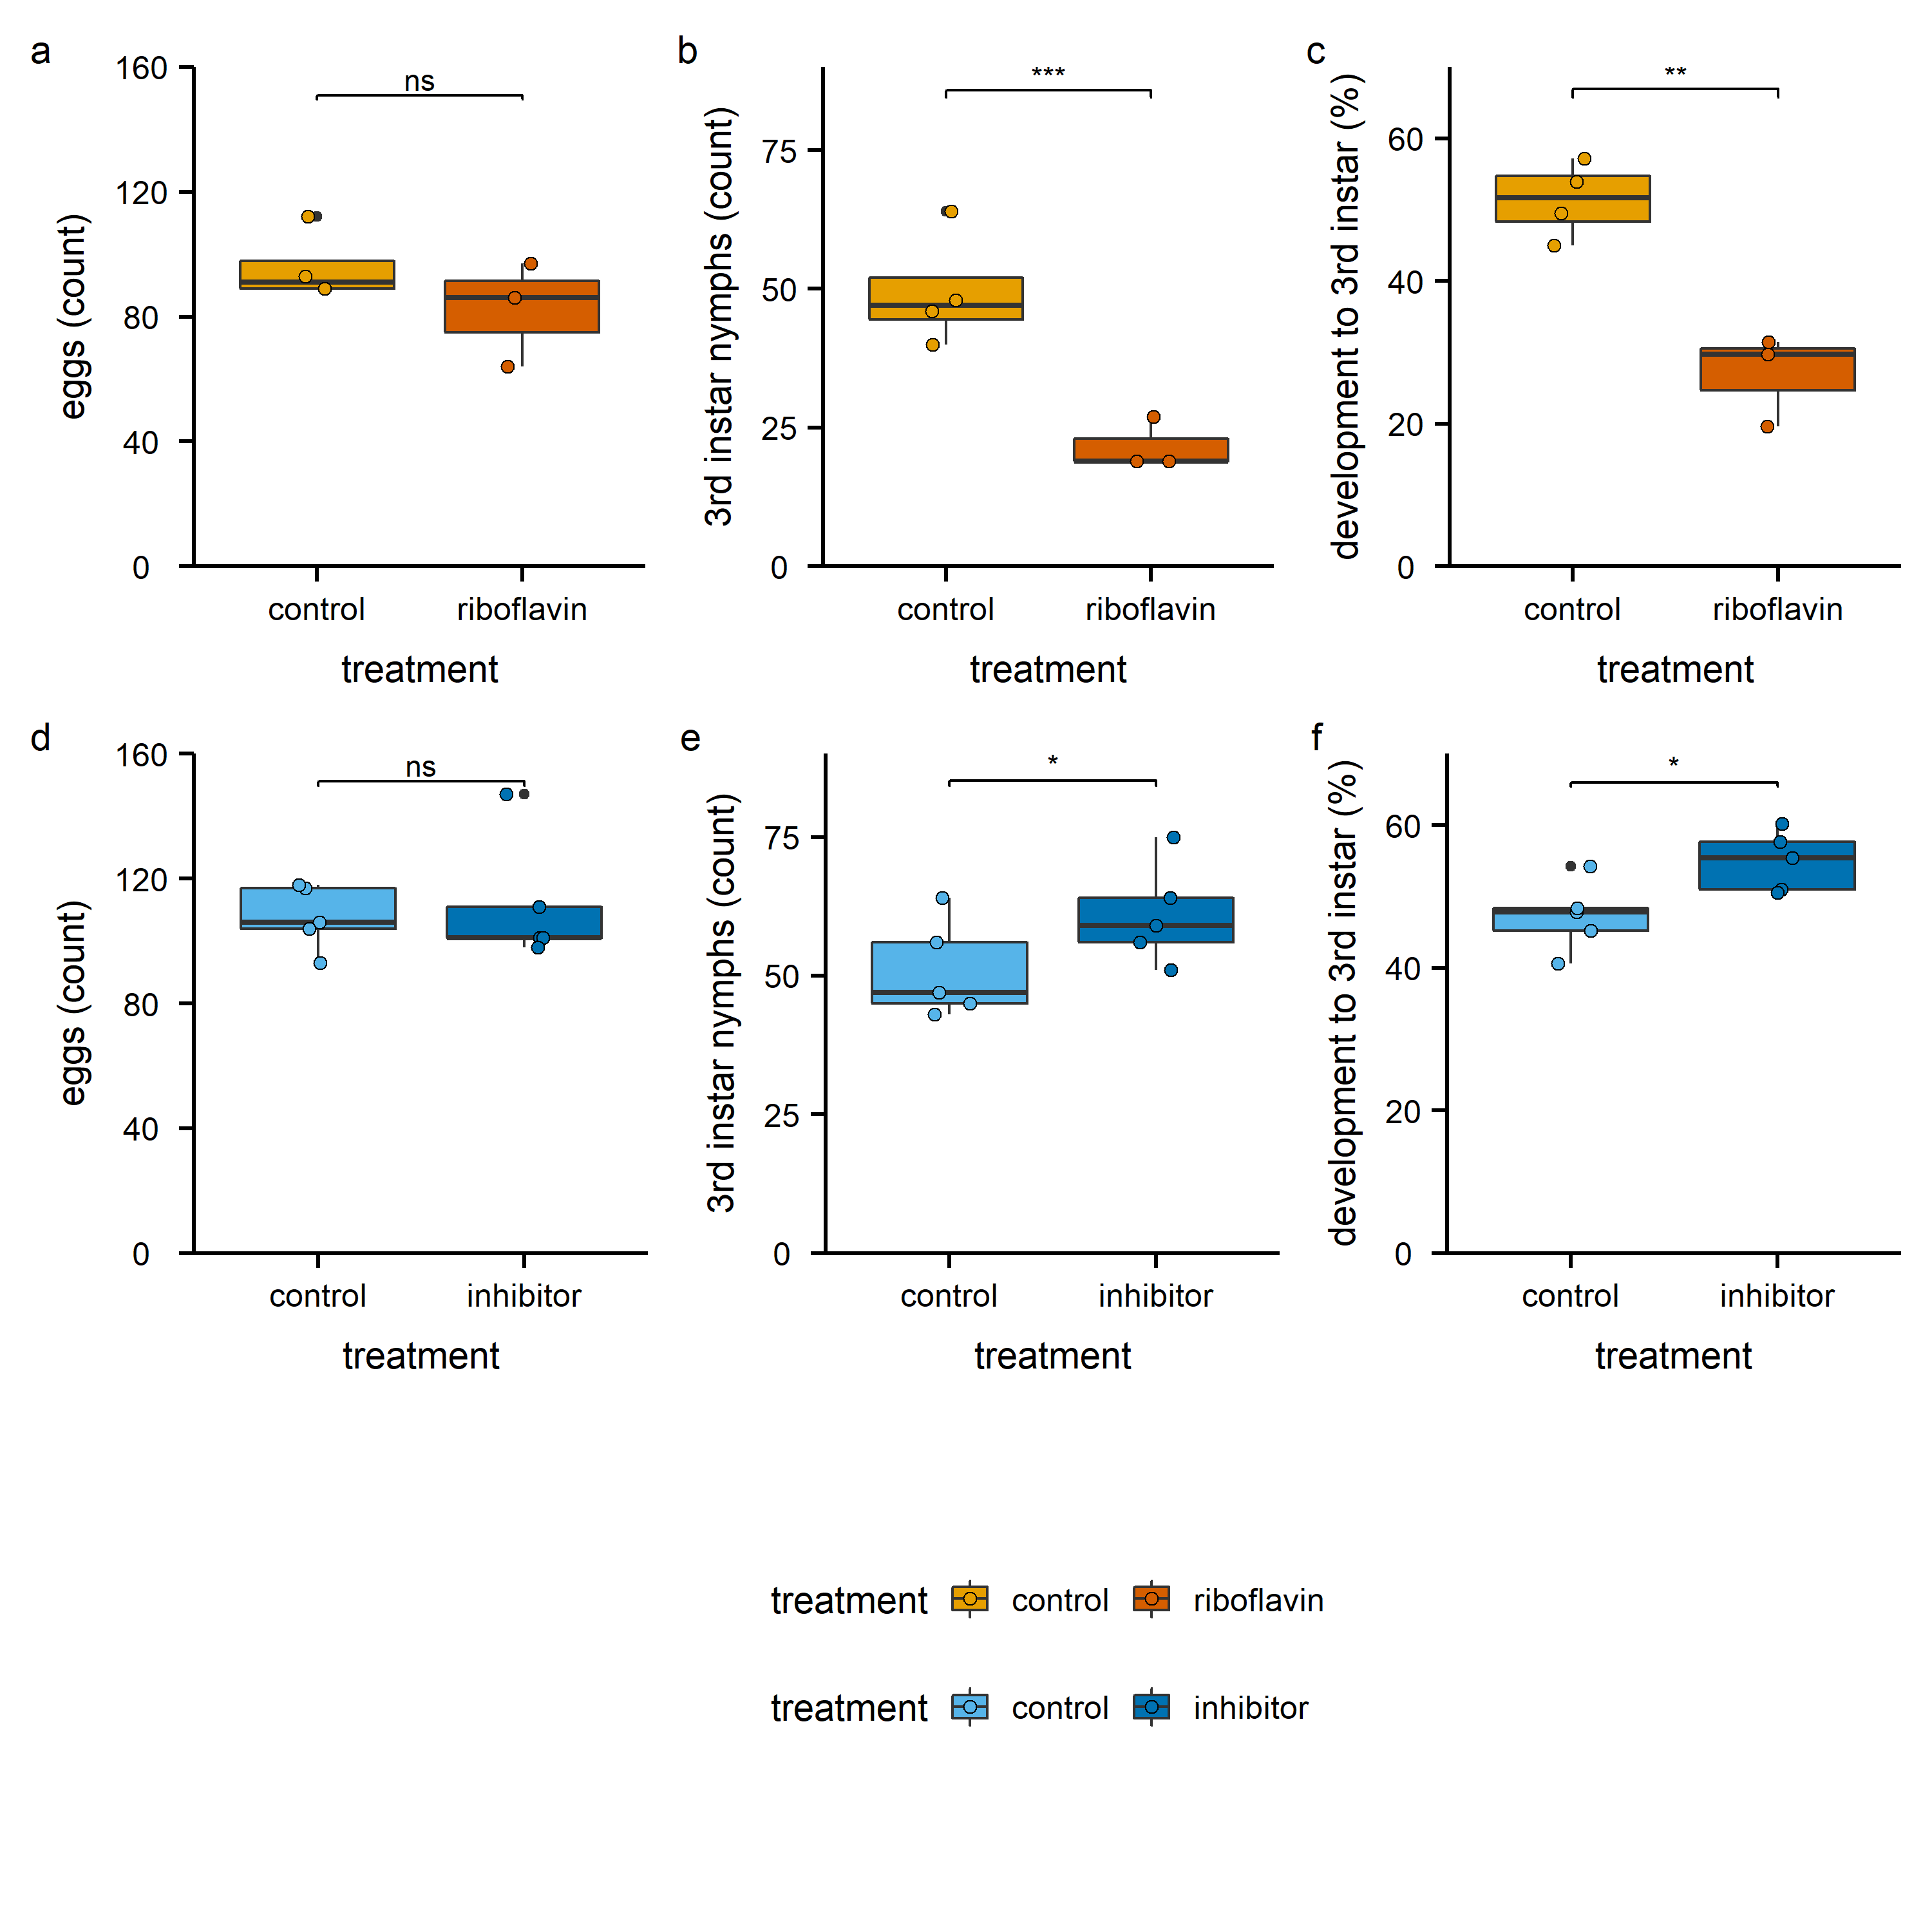 a
160
120
80
40
0
eggs (count)
ns
control riboflavin
treatment
b
75
50
25
0
3rd instar nymphs (count)
***
control riboflavin
treatment
c
60
40
20
0
development to 3rd instar (%)
**
control riboflavin
treatment
d
160
120
80
40
0
eggs (count)
ns
control inhibitor
treatment
e
75
50
25
0
3rd instar nymphs (count)
*
control inhibitor
treatment
f
60
40
20
0
development to 3rd instar (%)
*
control inhibitor
treatment
treatment control riboflavin
treatment control inhibitor